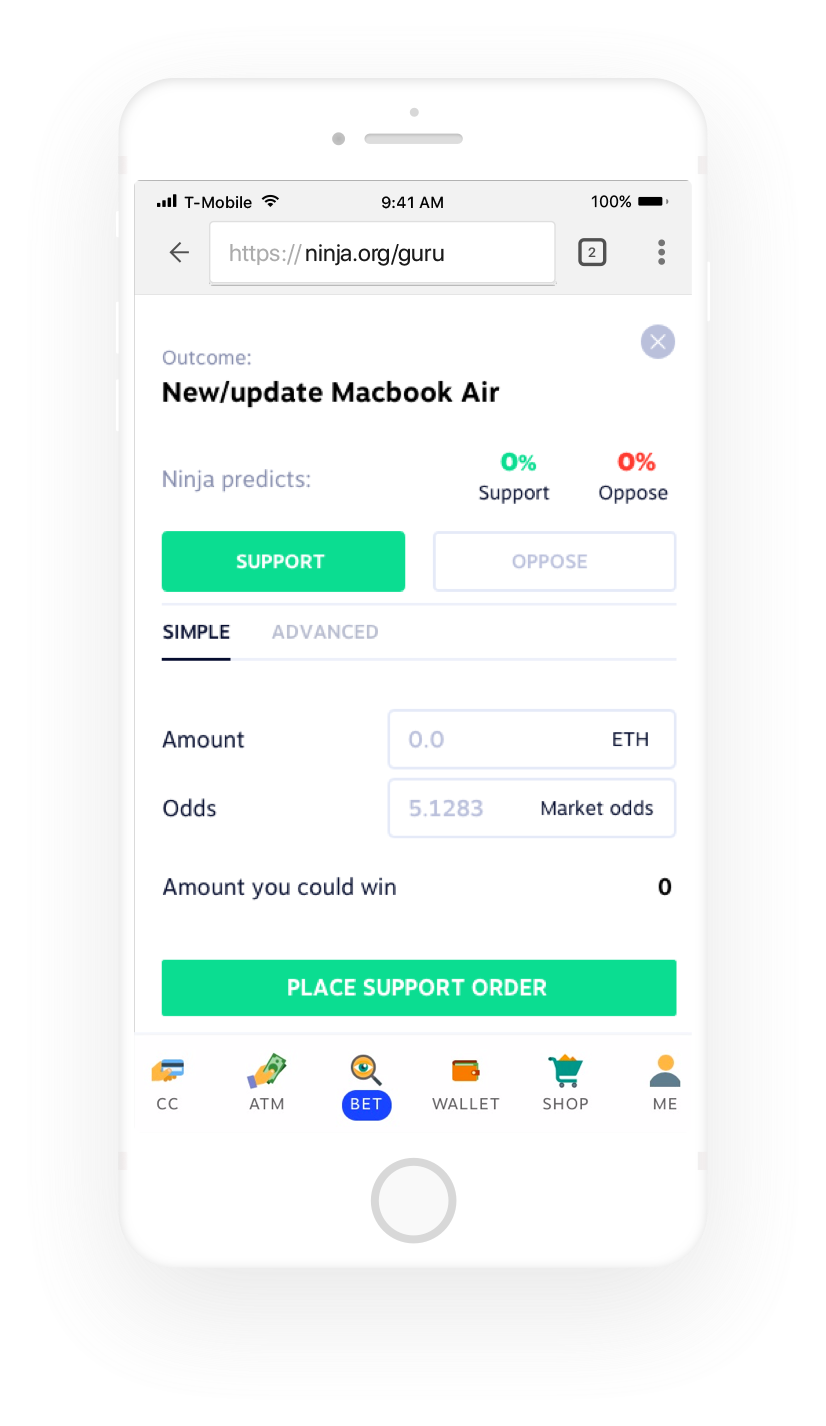 T-Mobile 9:41 AM 100%
https://ninja.org/guru 2
Outcome:
New/update Macbook Air
0% 0%
Ninja predicts:
Support Oppose
SUPPORT OPPOSE
SIMPLE ADVANCED
Amount 0.0 ETH
Odds 5.1283 Market odds
Amount you could win 0
PLACE SUPPORT ORDER
CC ATM BET WALLET SHOP ME